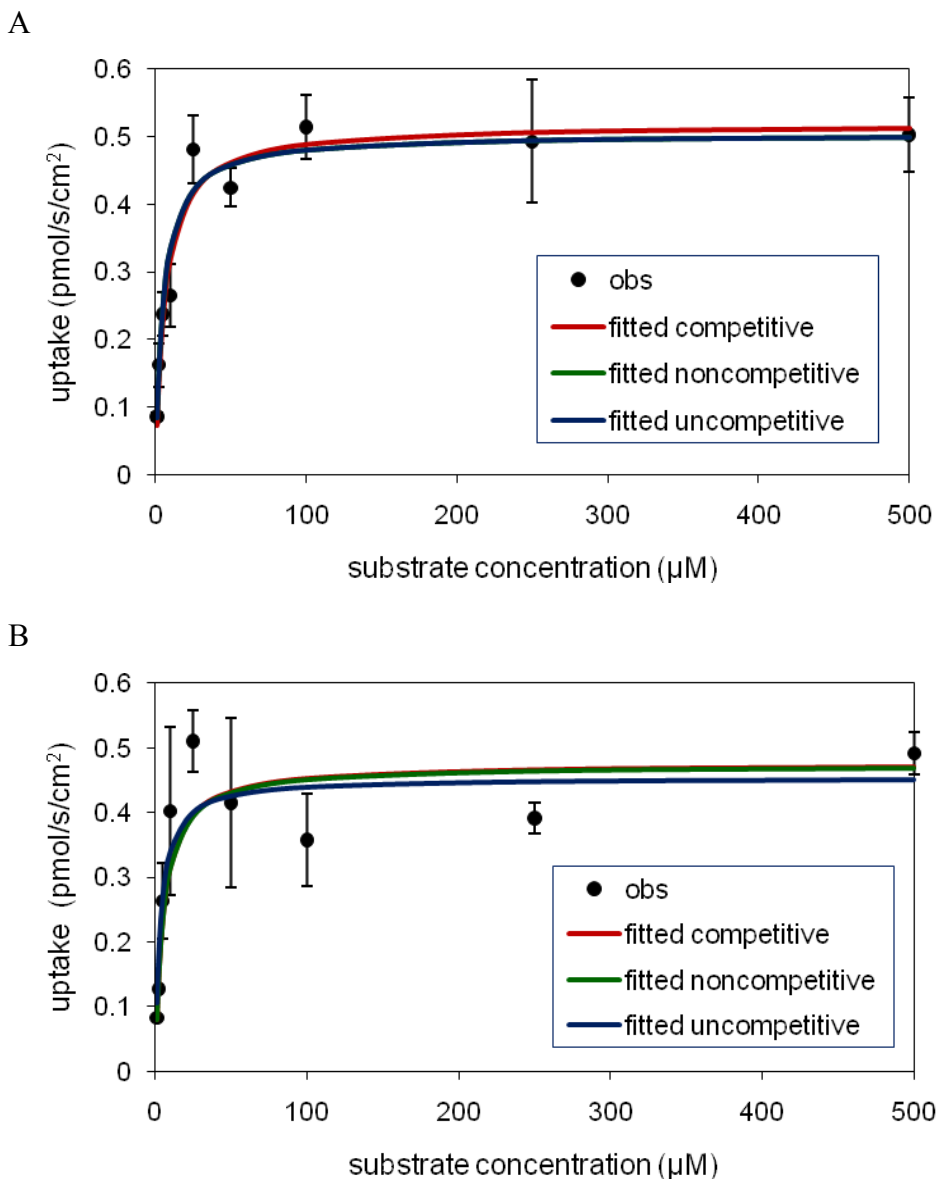 A
0.6
0.5
0.4
0.3
0.2
0.1
0
uptake (pmol/s/cm²)
obs
fitted competitive
fitted noncompetitive
fitted uncompetitive
0 100 200 300 400 500
substrate concentration (µM)
B
0.6
0.5
0.4
0.3
0.2
0.1
0
uptake (pmol/s/cm²)
obs
fitted competitive
fitted noncompetitive
fitted uncompetitive
0 100 200 300 400 500
substrate concentration (µM)